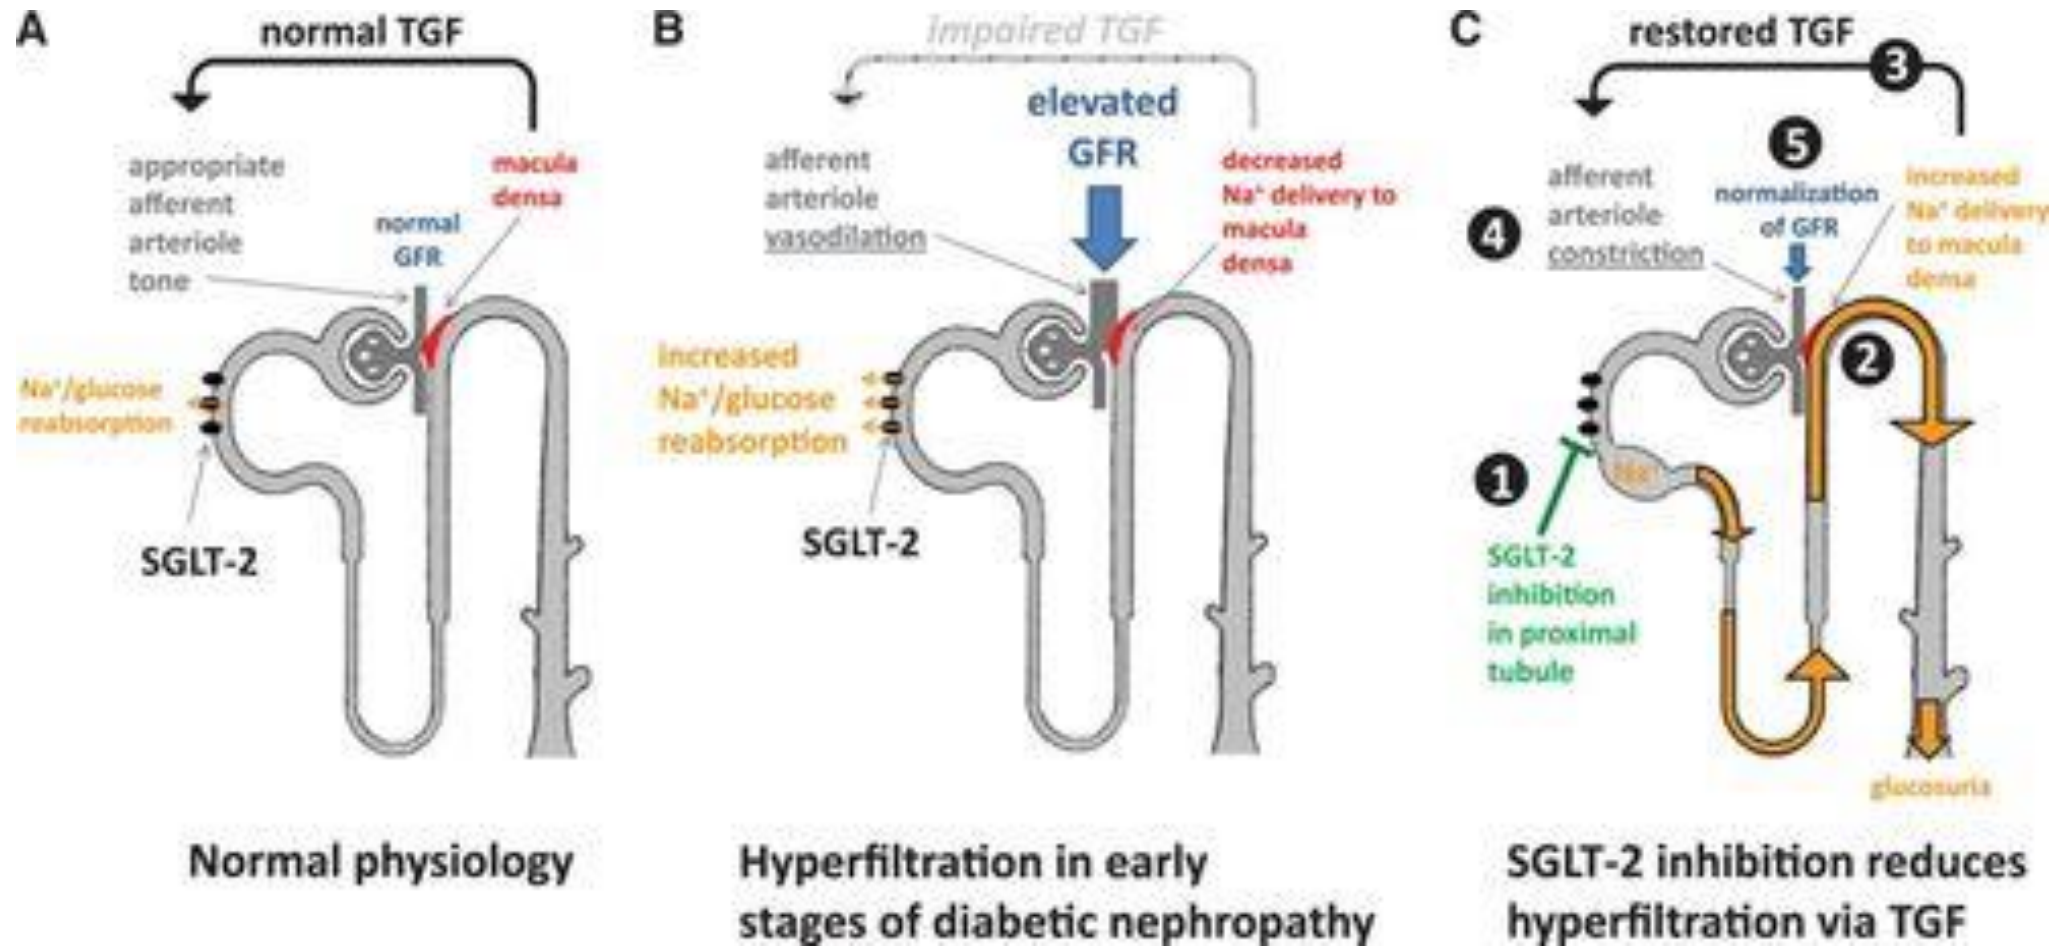 A
normal TGF
appropriate
afferent
arteriole
tone
macula
densa
normal
GFR
Na⁺/glucose
reabsorption
SGLT-2
Normal physiology
B
Impaired TGF
elevated
GFR
afferent
arteriole
vasodilation
decreased
Na⁺ delivery to
macula
densa
increased
Na⁺/glucose
reabsorption
SGLT-2
Hyperfiltration in early
stages of diabetic nephropathy
C
restored TGF
3
5
afferent
arteriole
constriction
4
normalization
of GFR
increased
Na⁺ delivery
to macula
densa
2
1
Na⁺
SGLT-2
inhibition
in proximal
tubule
glucosuria
SGLT-2 inhibition reduces
hyperfiltration via TGF